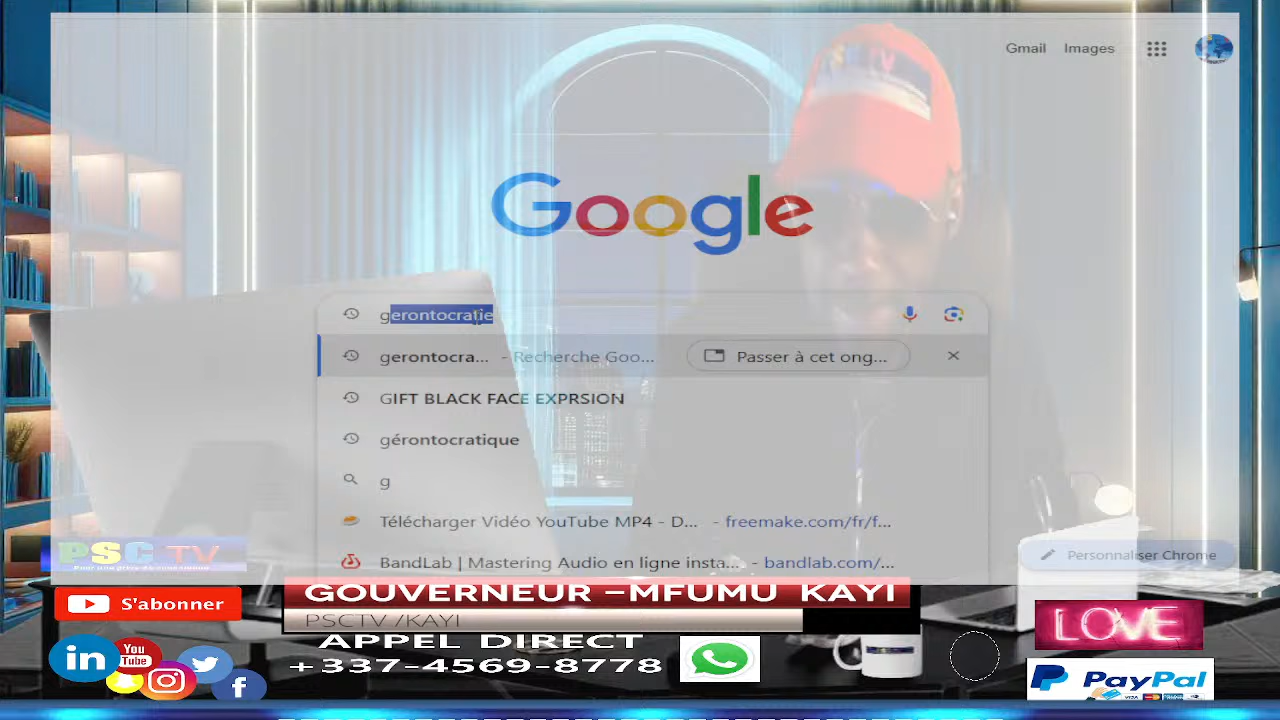 Gmail Images
Google
gerontocratie
gerontocra... - Recherche Goo... Passer à cet ong...
GIFT BLACK FACE EXPRSION
gérontocratique
g
Télécharger Vidéo YouTube MP4 - D... - freemake.com/fr/f...
BandLab | Mastering Audio en ligne insta... - bandlab.com/...
Personnaliser Chrome
PSC TV
S'abonner
GOUVERNEUR –MFUMU KAYI
PSCTV /KAYI
APPEL DIRECT
+337-4569-8778
LOVE
in
You
Tube
f
PayPal
VISA